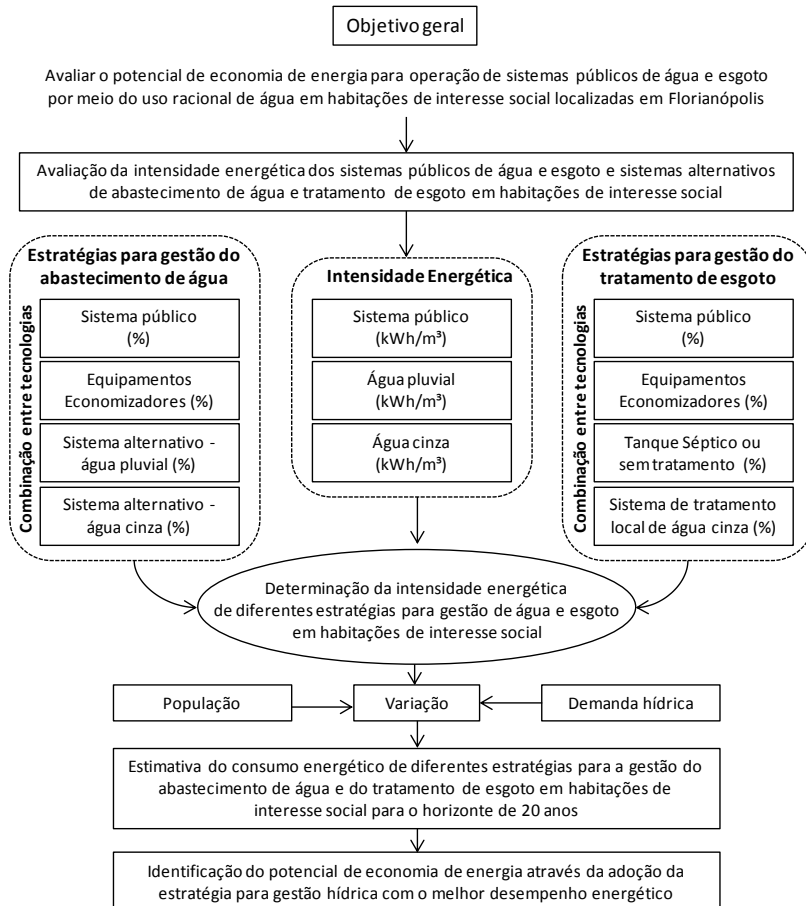 Objetivo geral
Avaliar o potencial de economia de energia para operação de sistemas públicos de água e esgoto
por meio do uso racional de água em habitações de interesse social localizadas em Florianópolis
Avaliação da intensidade energética dos sistemas públicos de água e esgoto e sistemas alternativos
de abastecimento de água e tratamento de esgoto em habitações de interesse social
Estratégias para gestão do
abastecimento de água
Combinação entre tecnologias
Sistema público
(%)
Equipamentos
Economizadores (%)
Sistema alternativo -
água pluvial (%)
Sistema alternativo -
água cinza (%)
Intensidade Energética
Sistema público
(kWh/m³)
Água pluvial
(kWh/m³)
Água cinza
(kWh/m³)
Estratégias para gestão do
tratamento de esgoto
Combinação entre tecnologias
Sistema público
(%)
Equipamentos
Economizadores (%)
Tanque Séptico ou
sem tratamento (%)
Sistema de tratamento
local de água cinza (%)
Determinação da intensidade energética
de diferentes estratégias para gestão de água e esgoto
em habitações de interesse social
População
Variação
Demanda hídrica
Estimativa do consumo energético de diferentes estratégias para a gestão do
abastecimento de água e do tratamento de esgoto em habitações de
interesse social para o horizonte de 20 anos
Identificação do potencial de economia de energia através da adoção da
estratégia para gestão hídrica com o melhor desempenho energético